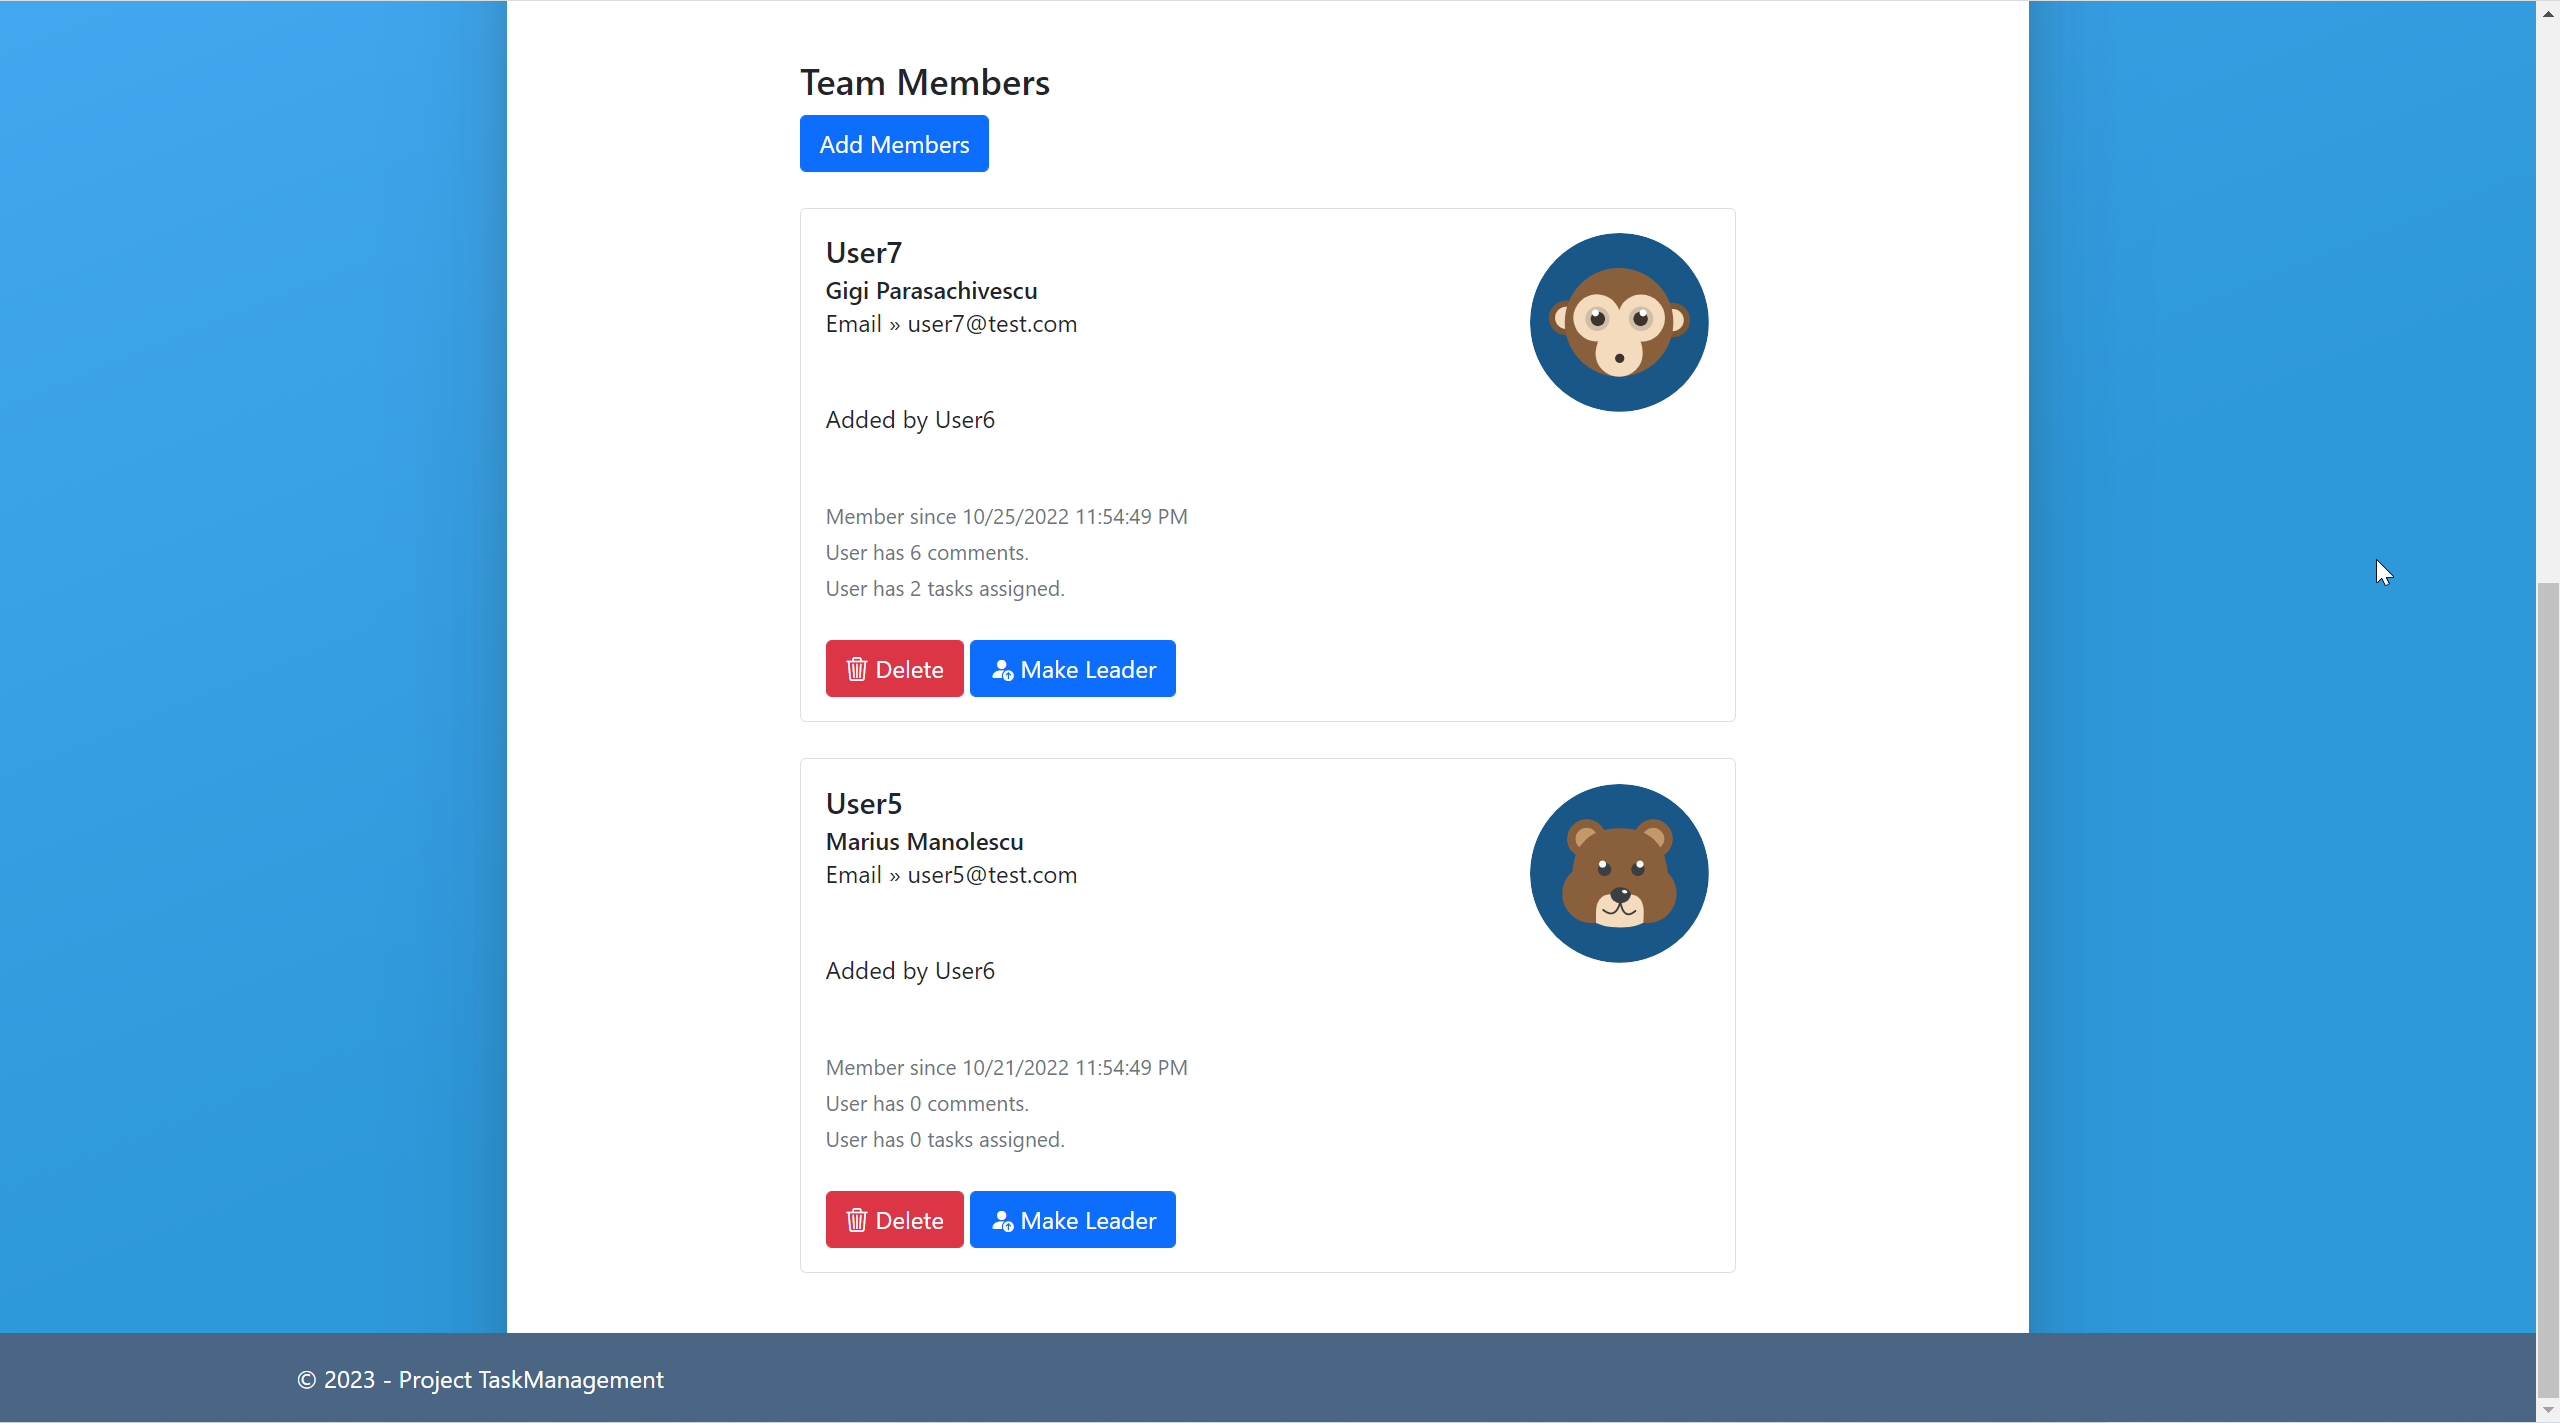 Team Members
Add Members
User7
Gigi Parasachivescu
Email » user7@test.com
Added by User6
Member since 10/25/2022 11:54:49 PM
User has 6 comments.
User has 2 tasks assigned.
Delete Make Leader
User5
Marius Manolescu
Email » user5@test.com
Added by User6
Member since 10/21/2022 11:54:49 PM
User has 0 comments.
User has 0 tasks assigned.
Delete Make Leader
© 2023 - Project TaskManagement